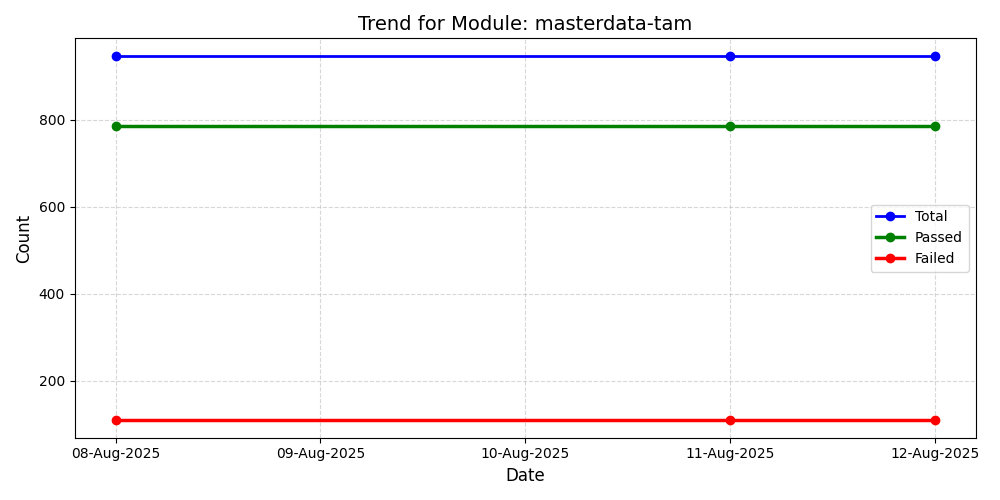 Trend for Module: masterdata-tam
800
600
400
200
Count
Total
Passed
Failed
08-Aug-2025
09-Aug-2025
10-Aug-2025
11-Aug-2025
12-Aug-2025
Date